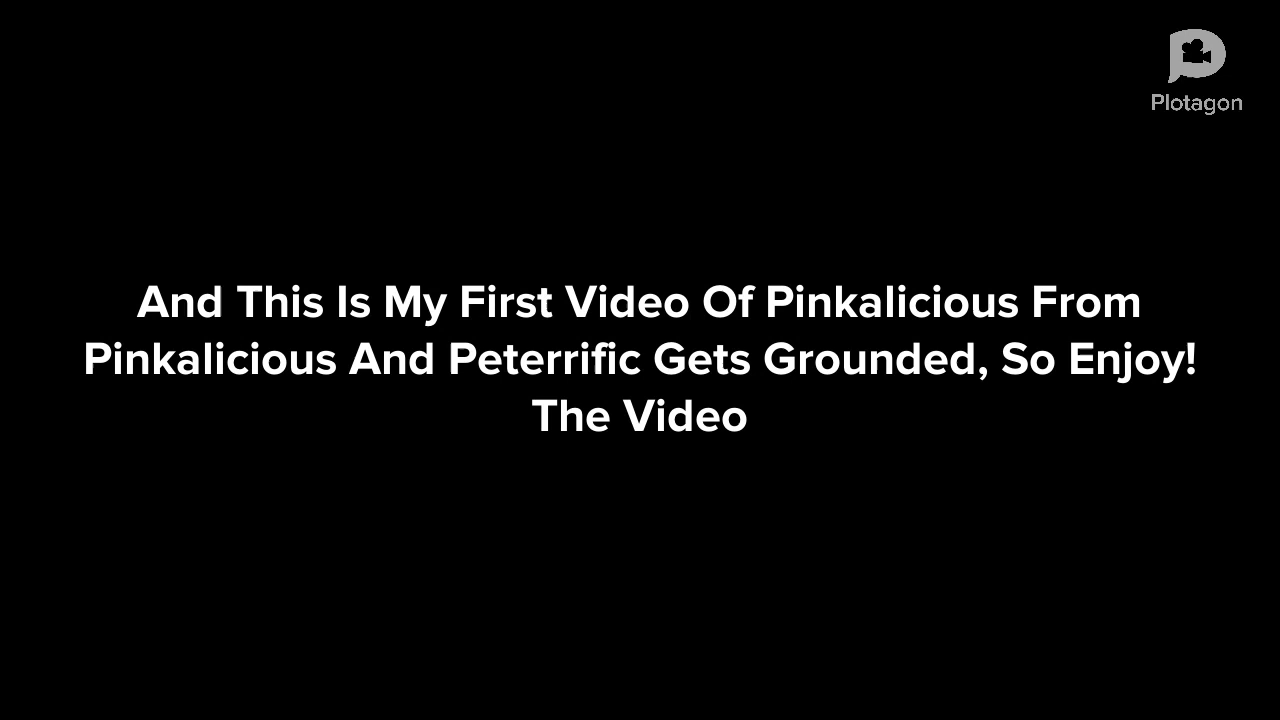 Plotagon
And This Is My First Video Of Pinkalicious From
Pinkalicious And Peterrific Gets Grounded, So Enjoy!
The Video